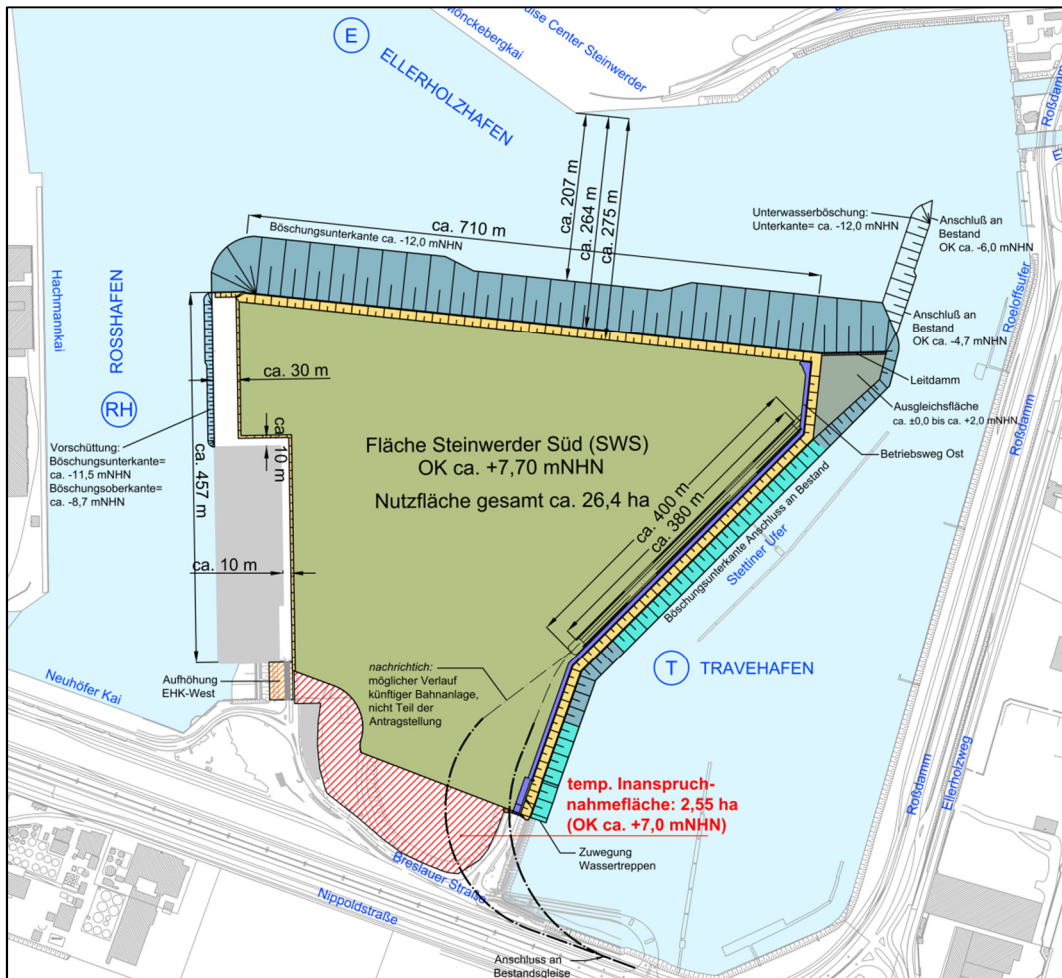 Mönckebergkai
uise Center Steinwerder
E
ELLERHOLZHAFEN
Roßdamm
ca. 207 m
ca. 264 m
ca. 275 m
ca. 710 m
Böschungsunterkante ca. -12,0 mNHN
Unterwasserböschung:
Unterkante= ca. -12,0 mNHN
Anschluß an
Bestand
OK ca. -6,0 mNHN
Roeloffsufer
Hachmannkai
ROSSHAFEN
RH
Anschluß an
Bestand
OK ca. -4,7 mNHN
Leitdamm
ca. 30 m
Ausgleichsfläche
ca. ±0,0 bis ca. +2,0 mNHN
Roßdamm
Vorschüttung:
Böschungsunterkante=
ca. -11,5 mNHN
Böschungsoberkante=
ca. -8,7 mNHN
ca. 457 m
ca. 10 m
Fläche Steinwerder Süd (SWS)
OK ca. +7,70 mNHN
Nutzfläche gesamt ca. 26,4 ha
Betriebsweg Ost
ca. 400 m
ca. 380 m
Böschungsunterkante Anschluss an Bestand
Stettiner Ufer
ca. 10 m
Aufhöhung
EHK-West
Neuhöfer Kai
nachrichtich:
möglicher Verlauf
künftiger Bahnanlage,
nicht Teil der
Antragstellung
T
TRAVEHAFEN
Roßdamm
Ellerholzweg
temp. Inanspruch-
nahmefläche: 2,55 ha
(OK ca. +7,0 mNHN)
Zuwegung
Wassertreppen
Breslauer Straße
Nippoldstraße
Anschluss an
Bestandsgleise